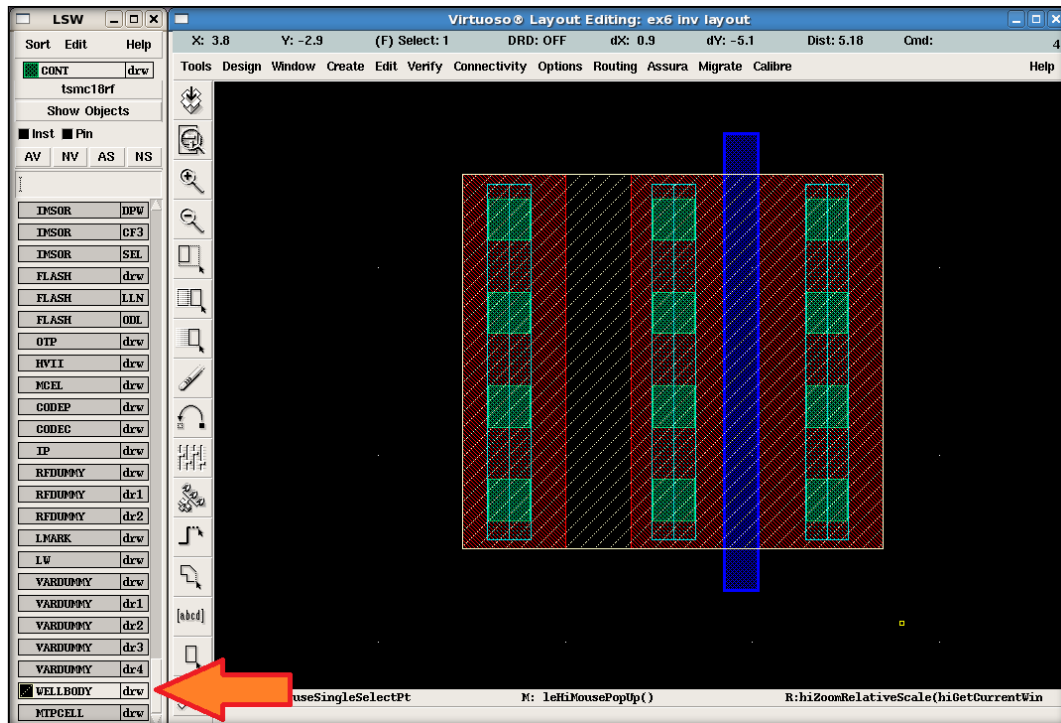 LSW
Virtuoso® Layout Editing: ex6 inv layout
Sort Edit Help
X: 3.8 Y: -2.9 (F) Select: 1 DRD: OFF dX: 0.9 dY: -5.1 Dist: 5.18 Cmd: 4
CONT drw
Tools Design Window Create Edit Verify Connectivity Options Routing Assura Migrate Calibre Help
tsmc18rf
Show Objects
Inst Pin
AV NV AS NS
IMSOR DPW
IMSOR CF3
IMSOR SEL
FLASH drw
FLASH LLN
FLASH ODL
OTP drw
HVII drw
MCEL drw
CODEP drw
CODEC drw
IP drw
RFDUMMY drw
RFDUMMY dr1
RFDUMMY dr2
LMARK drw
LW drw
VARDUMMY drw
VARDUMMY dr1
[abcd]
VARDUMMY dr2
VARDUMMY dr3
VARDUMMY dr4
WELLBODY drw
useSingleSelectPt M: leHiMousePopUp() R:hiZoomRelativeScale(hiGetCurrentWin
MTPCELL drw